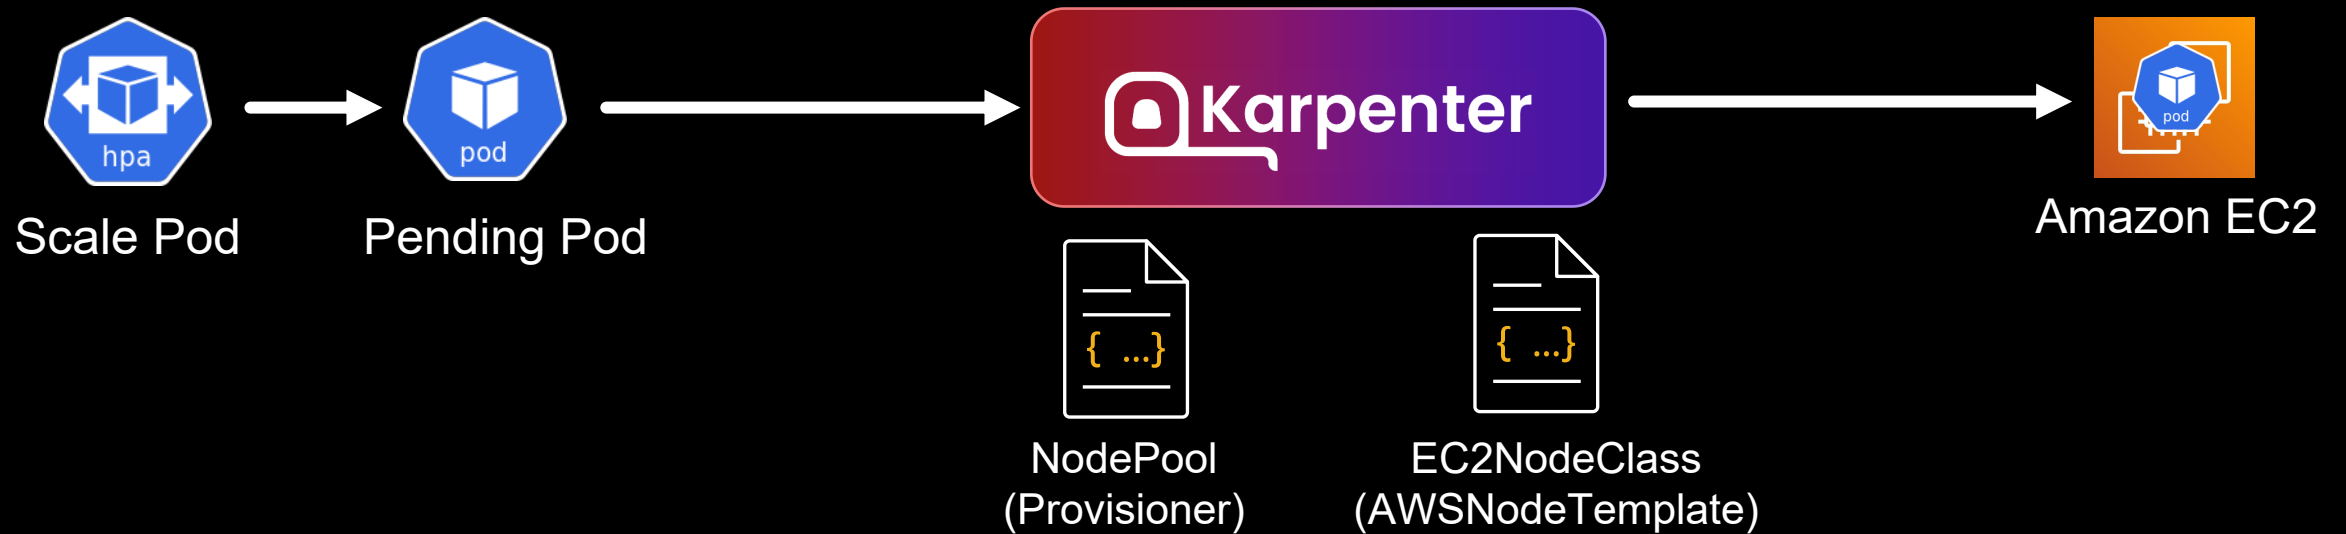 hpa
Scale Pod
pod
Pending Pod
Karpenter
pod
Amazon EC2
{ ...}
NodePool
(Provisioner)
{ ...}
EC2NodeClass
(AWSNodeTemplate)